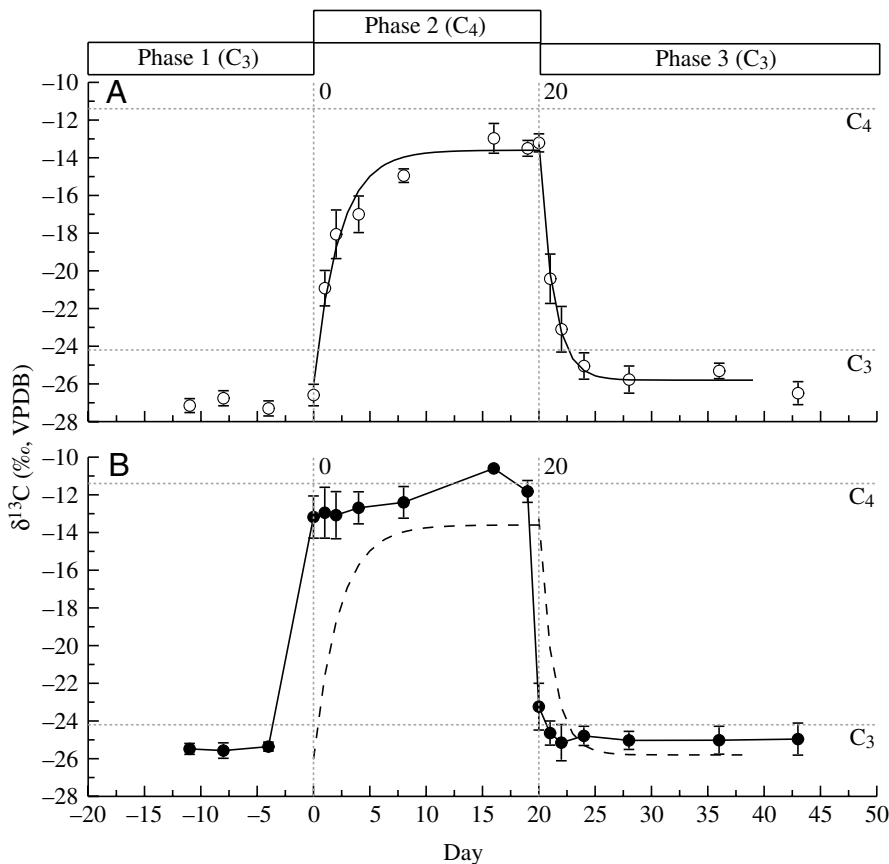 Phase 2 (C₄)
Phase 1 (C₃)
Phase 3 (C₃)
A
0
20
C₄
C₃
–10
–12
–14
–16
–18
–20
–22
–24
–26
–28
δ¹³C (‰, VPDB)
B
0
20
C₄
C₃
–10
–12
–14
–16
–18
–20
–22
–24
–26
–28
–20 –15 –10 –5 0 5 10 15 20 25 30 35 40 45 50
Day